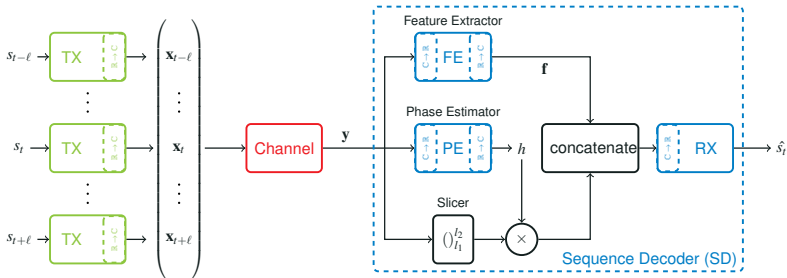 Feature Extractor
s_{t−ℓ} TX ℝ → ℂ x_{t−ℓ}
ℂ → ℝ FE ℝ → ℂ
f
⋮ ⋮
Phase Estimator
s_t TX ℝ → ℂ x_t
Channel
y
ℂ → ℝ PE ℝ → ℂ
h
concatenate
ℂ → ℝ RX
ŝ_t
⋮ ⋮
Slicer
s_{t+ℓ} TX ℝ → ℂ x_{t+ℓ}
()_{l_1}^{l_2}
×
Sequence Decoder (SD)